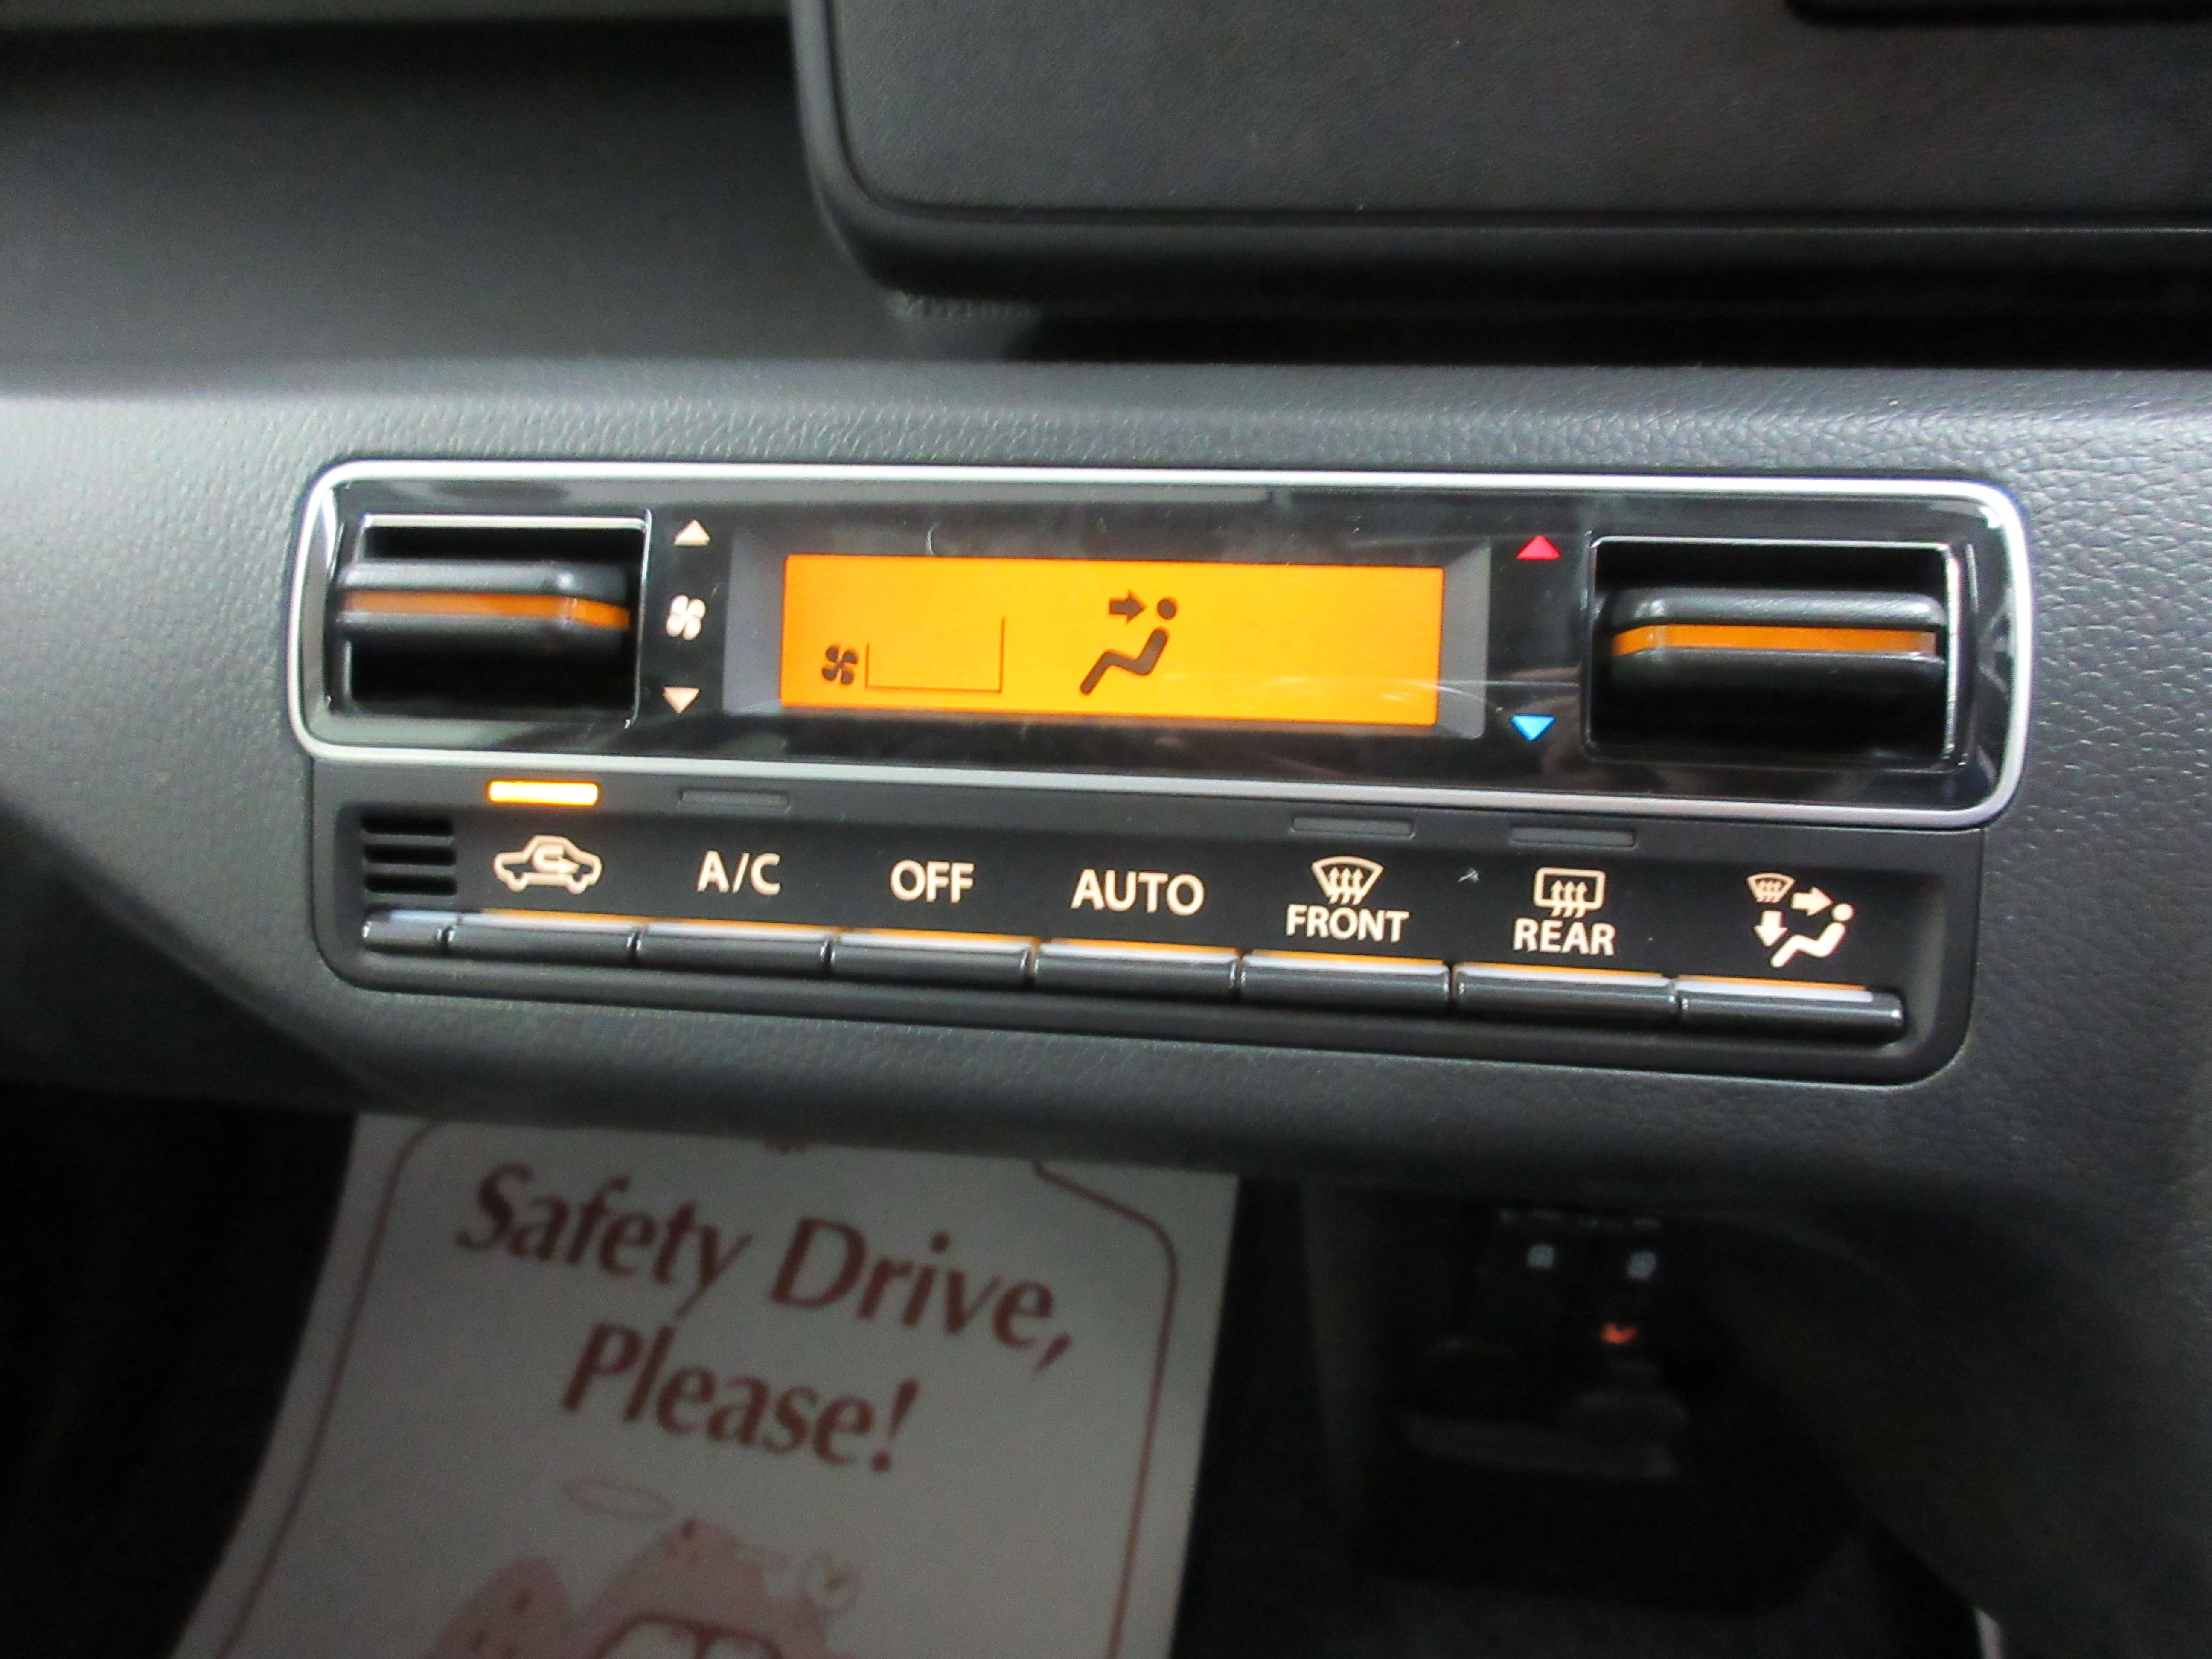 A/C
OFF
AUTO
FRONT
REAR
Safety Drive,
Please!